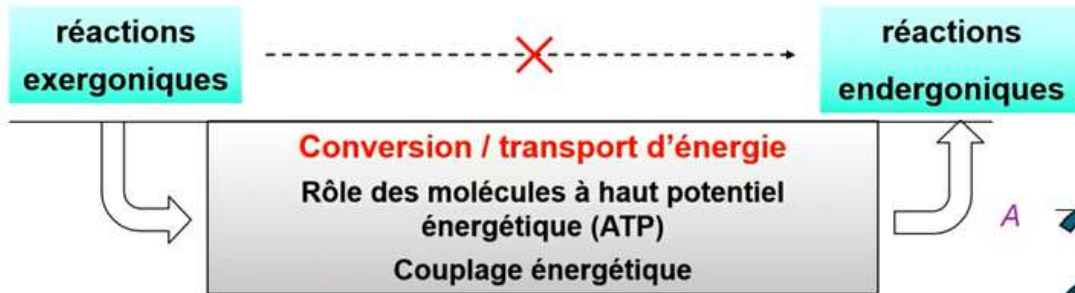 réactions
exergoniques
réactions
endergoniques
Conversion / transport d'énergie
Rôle des molécules à haut potentiel
énergétique (ATP)
Couplage énergétique
A